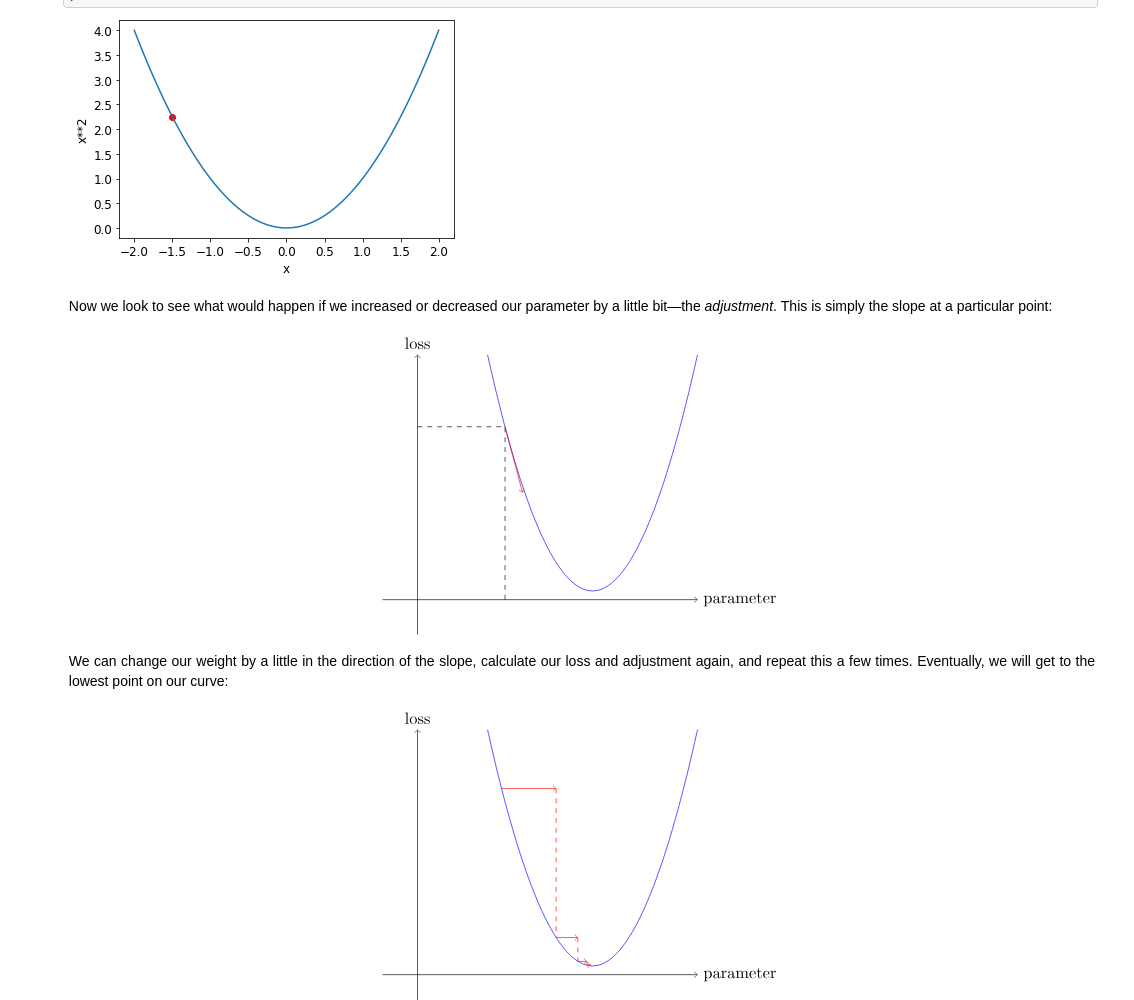 4.0
3.5
3.0
2.5
2.0
1.5
1.0
0.5
0.0
x**2
−2.0 −1.5 −1.0 −0.5 0.0 0.5 1.0 1.5 2.0
x
Now we look to see what would happen if we increased or decreased our parameter by a little bit—the adjustment. This is simply the slope at a particular point:
loss
parameter
We can change our weight by a little in the direction of the slope, calculate our loss and adjustment again, and repeat this a few times. Eventually, we will get to the
lowest point on our curve:
loss
parameter